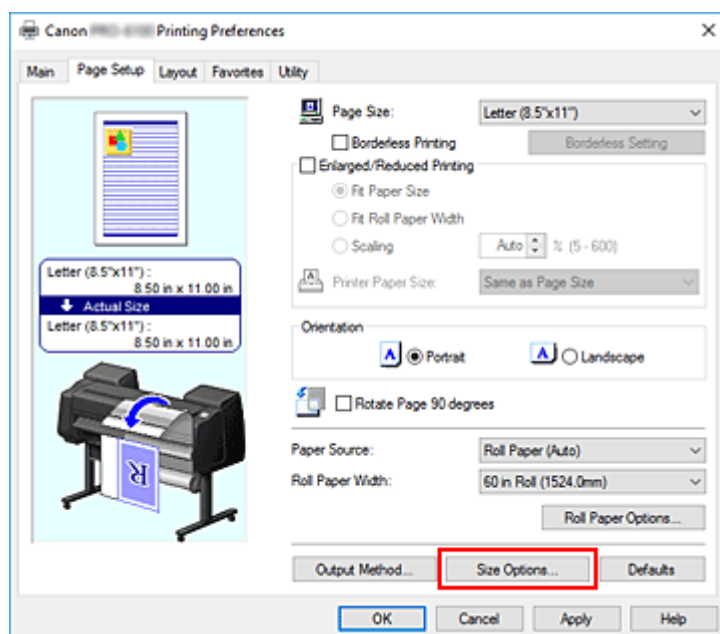 Canon Printing Preferences
Main Page Setup Layout Favorites Utility
Page Size: Letter (8.5"x11")
Borderless Printing Borderless Setting
Enlarged/Reduced Printing
Fit Paper Size
Fit Roll Paper Width
Scaling Auto % (5 - 600)
Printer Paper Size: Same as Page Size
Letter (8.5"x11") :
8.50 in x 11.00 in
Actual Size
Letter (8.5"x11") :
8.50 in x 11.00 in
Orientation
A Portrait A Landscape
Rotate Page 90 degrees
R
Paper Source: Roll Paper (Auto)
Roll Paper Width: 60 in Roll (1524.0mm)
Roll Paper Options...
Output Method... Size Options... Defaults
OK Cancel Apply Help